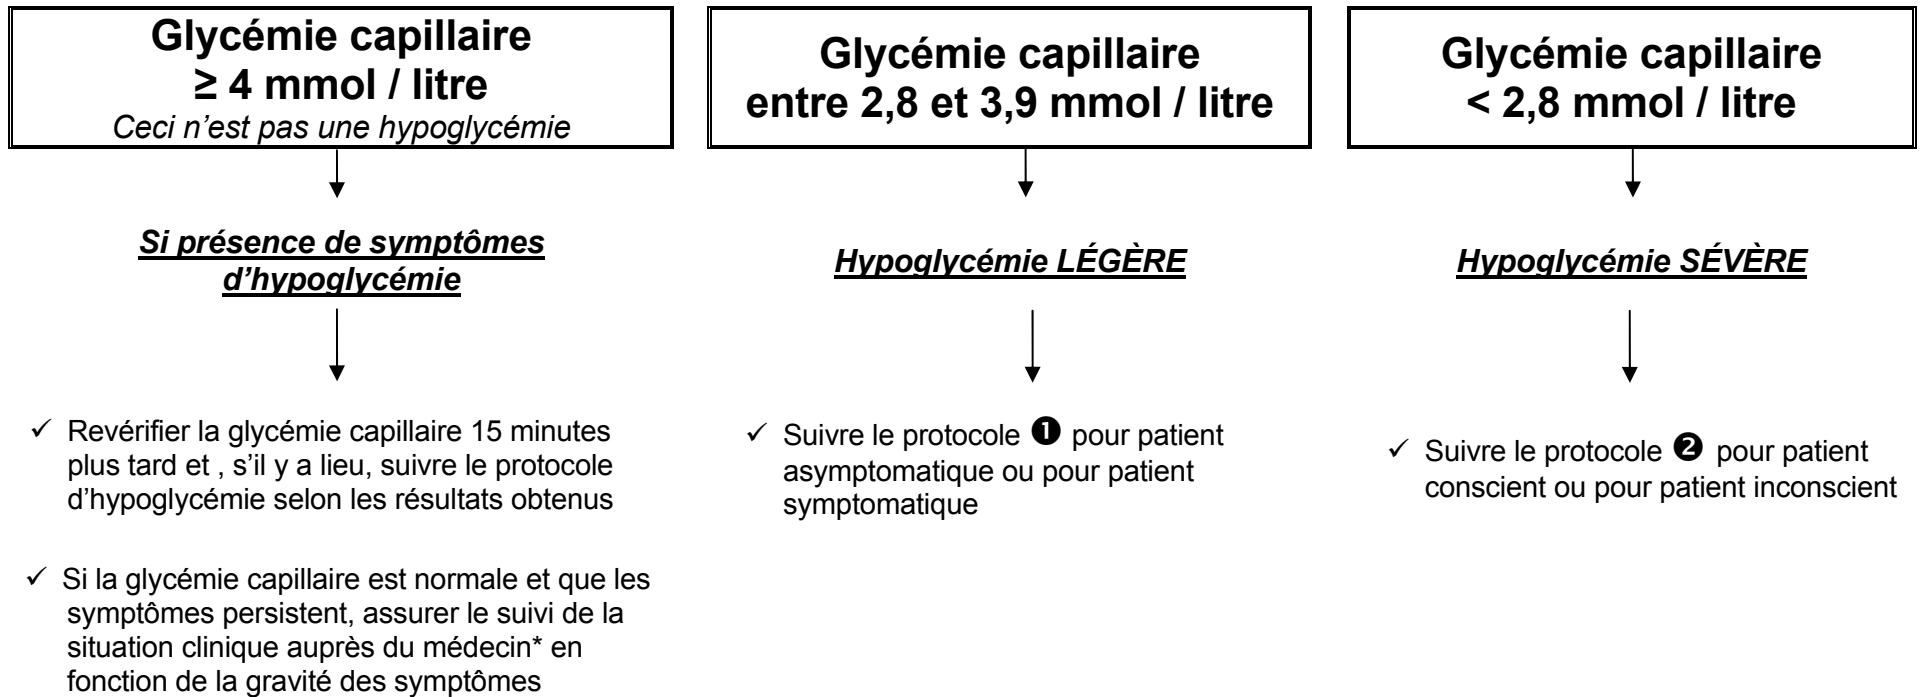 Glycémie capillaire
≥ 4 mmol / litre
Ceci n’est pas une hypoglycémie
Si présence de symptômes
d’hypoglycémie
✓ Revérifier la glycémie capillaire 15 minutes
plus tard et , s’il y a lieu, suivre le protocole
d’hypoglycémie selon les résultats obtenus
✓ Si la glycémie capillaire est normale et que les
symptômes persistent, assurer le suivi de la
situation clinique auprès du médecin* en
fonction de la gravité des symptômes
Glycémie capillaire
entre 2,8 et 3,9 mmol / litre
Hypoglycémie LÉGÈRE
✓ Suivre le protocole ❶ pour patient
asymptomatique ou pour patient
symptomatique
Glycémie capillaire
< 2,8 mmol / litre
Hypoglycémie SÉVÈRE
✓ Suivre le protocole ❷ pour patient
conscient ou pour patient inconscient